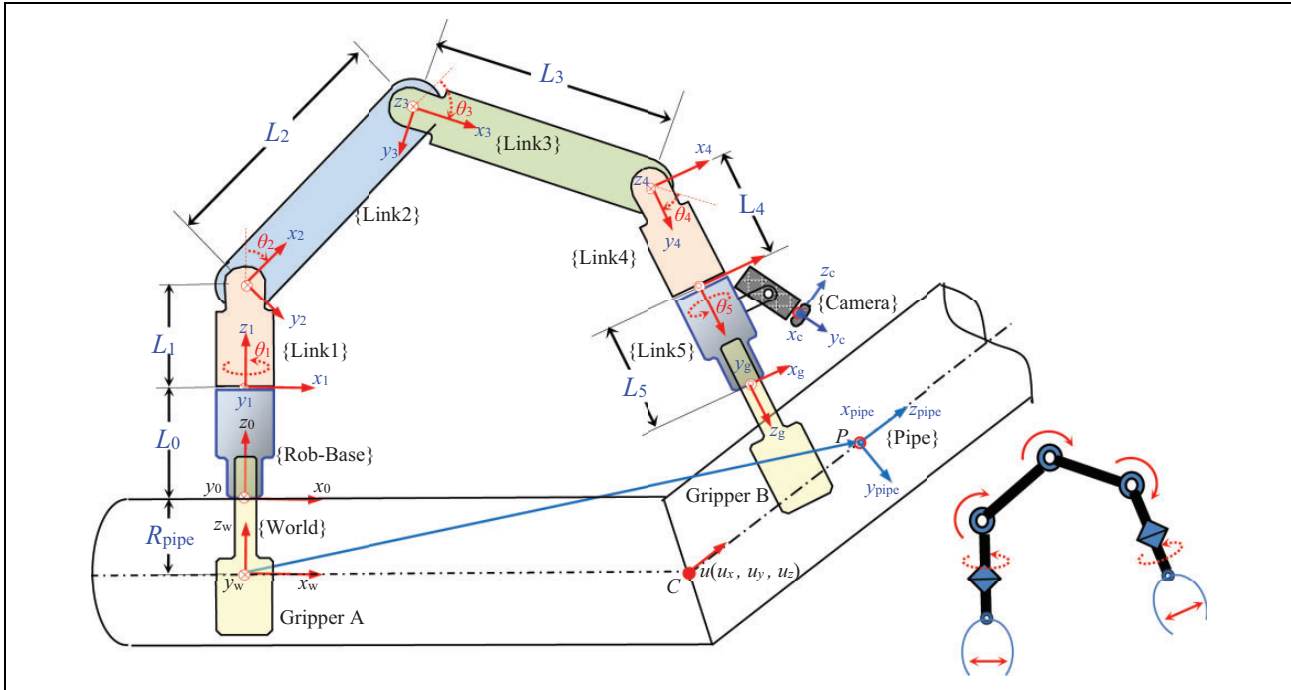 L3
L2
z3
θ3
x3
y3
{Link3}
x4
z4
θ4
y4
L4
{Link2}
θ2
x2
y2
{Link4}
zc
{Camera}
xc
yc
θ5
L1
z1
θ1
{Link1}
x1
y1
{Link5}
L5
yg
xg
zg
L0
z0
{Rob-Base}
y0
x0
xpipe
zpipe
P
{Pipe}
ypipe
Gripper B
Rpipe
zw
{World}
yw
xw
u(ux, uy, uz)
C
Gripper A